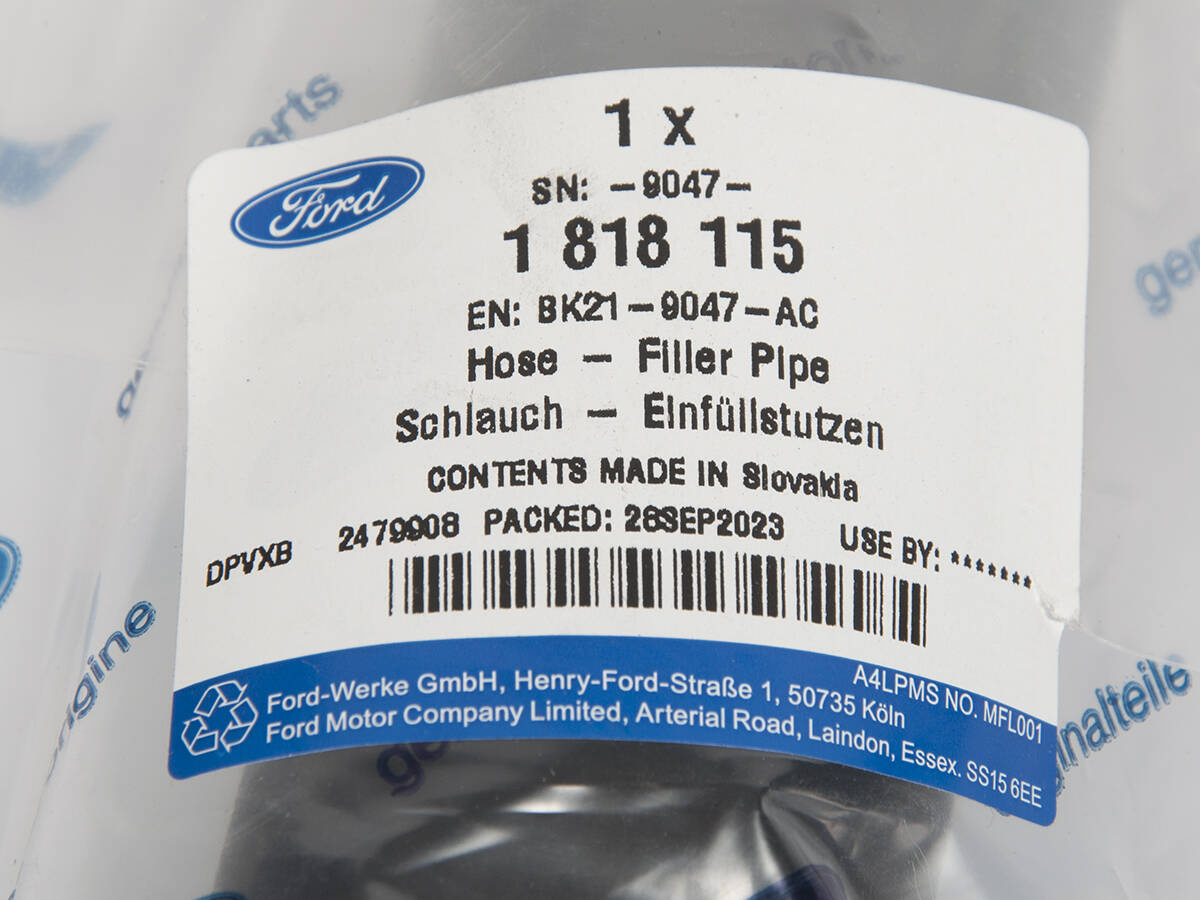 1 x
Ford
SN: -9047-
1 818 115
EN: BK21-9047-AC
Hose - Filler Pipe
Schlauch - Einfüllstutzen
CONTENTS MADE IN Slovakia
DPVXB 2479908 PACKED: 28SEP2023 USE BY: *******
A4LPMS NO. MFL001
Ford-Werke GmbH, Henry-Ford-Straße 1, 50735 Köln
Ford Motor Company Limited, Arterial Road, Laindon, Essex. SS15 6EE